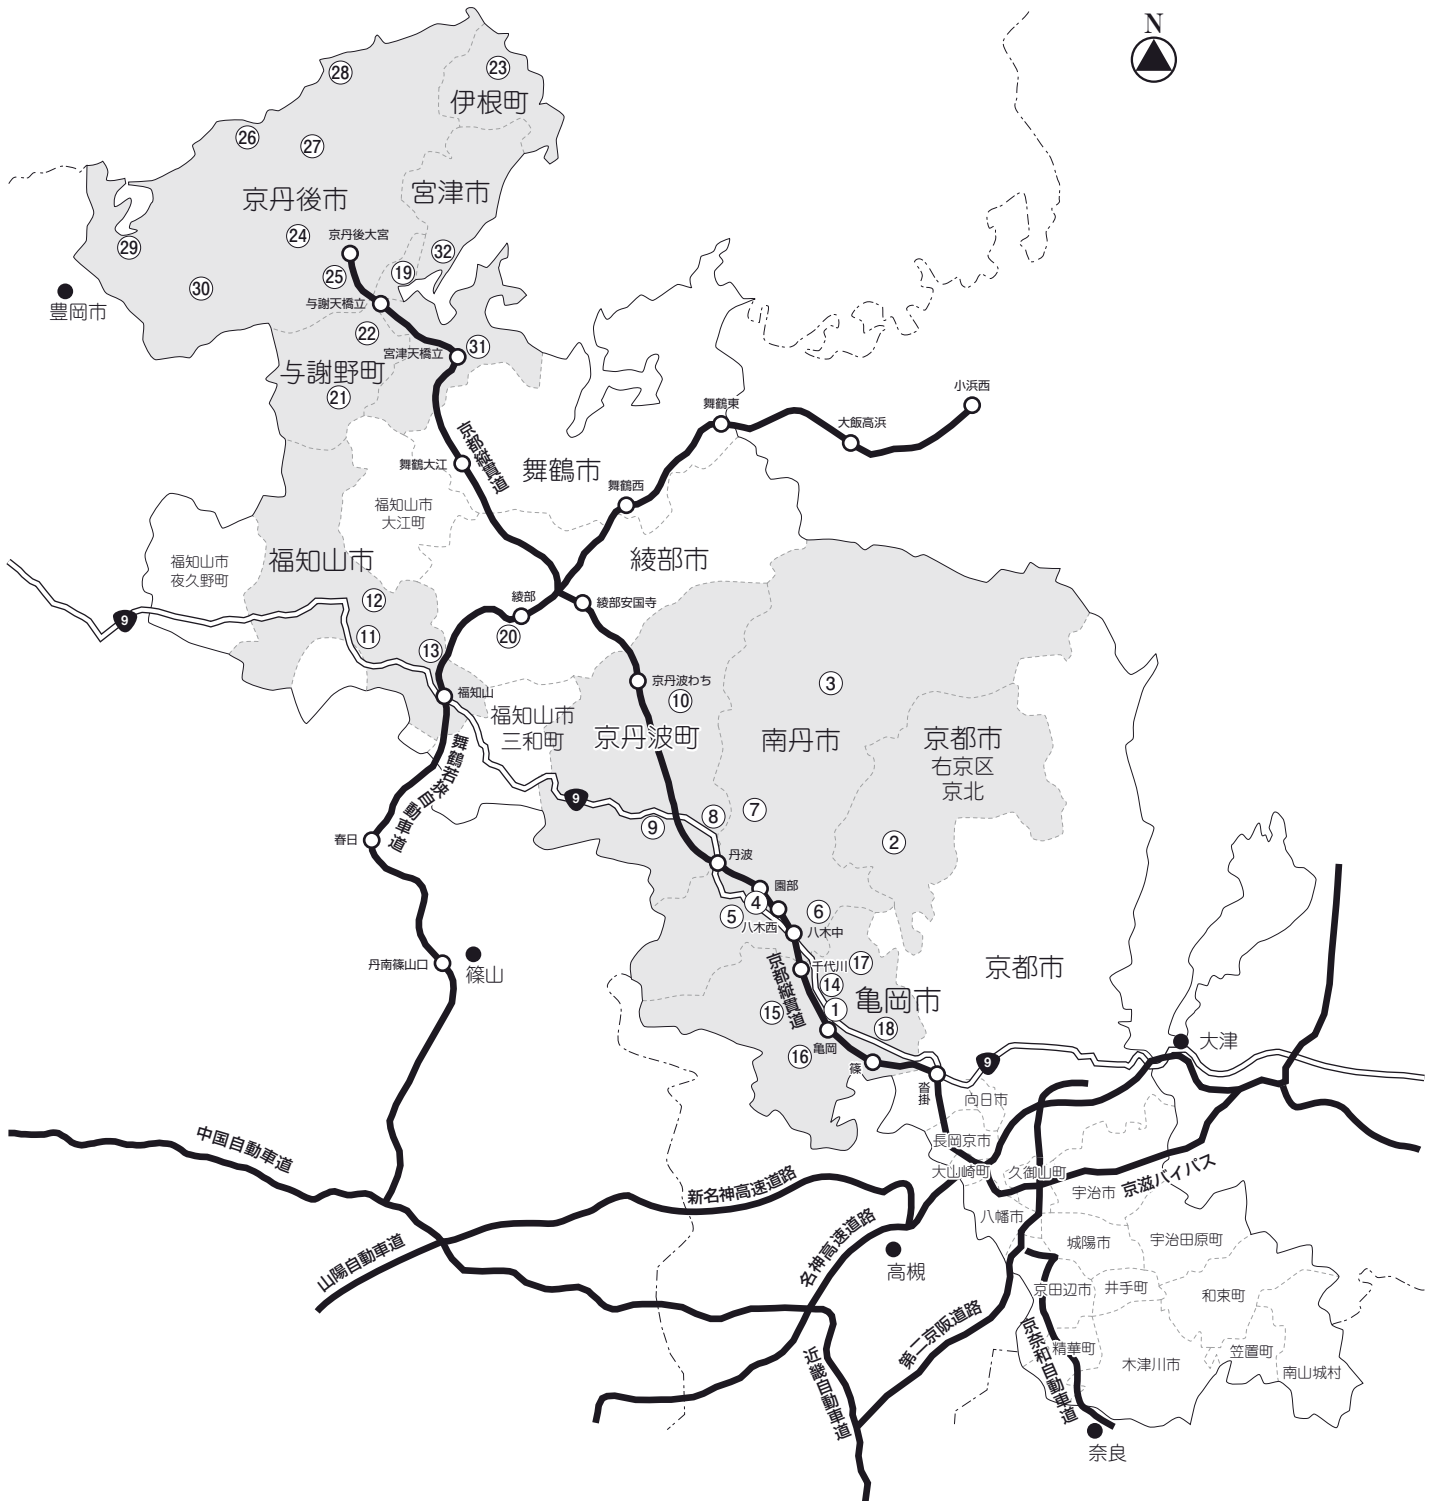 N
28
23
伊根町
26
27
京丹後市
宮津市
24
京丹後大宮
29
25
19
32
30
豊岡市
与謝天橋立
22
宮津天橋立
31
与謝野町
21
小浜西
舞鶴東
大飯高浜
京都縦貫道
舞鶴大江
舞鶴市
舞鶴西
福知山市
大江町
福知山市
夜久野町
福知山市
綾部市
12
綾部
綾部安国寺
9
11
13
20
福知山
京丹波わち
10
3
福知山市
三和町
京丹波町
南丹市
京都市
右京区
京北
舞鶴若狭自動車道
9
9
8
7
2
春日
丹波
園部
4
5
6
八木西
八木中
丹南篠山口
篠山
京都縦貫道
千代川
17
14
亀岡市
京都市
15
1
18
亀岡
16
篠
9
大津
沓掛
向日市
中国自動車道
長岡京市
大山崎町
久御山町
宇治市
京滋バイパス
新名神高速道路
八幡市
山陽自動車道
名神高速道路
城陽市
宇治田原町
高槻
京田辺市
井手町
和束町
第二京阪道路
京奈和自動車道
精華町
木津川市
笠置町
南山城村
近畿自動車道
奈良